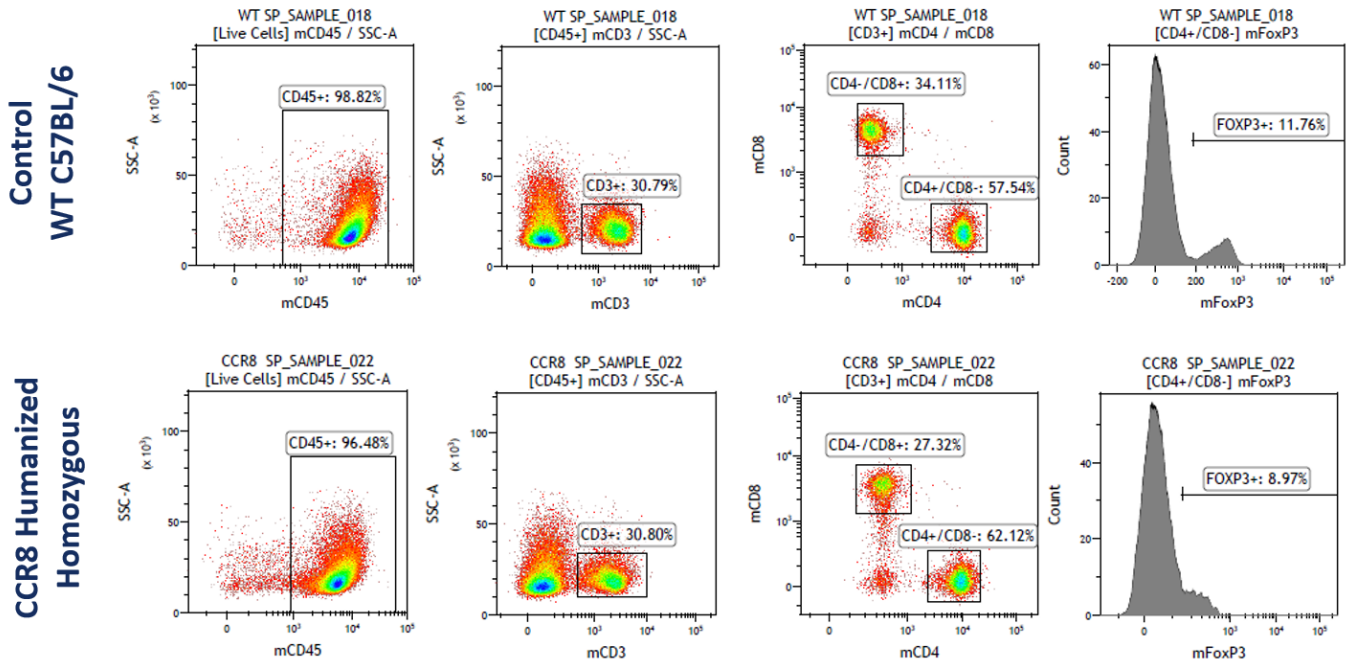 Control
WT C57BL/6
WT SP_SAMPLE_018
[Live Cells] mCD45 / SSC-A
SSC-A
(x 10³)
100
50
0
CD45+: 98.82%
0
10³
10⁴
10⁵
mCD45
WT SP_SAMPLE_018
[CD45+] mCD3 / SSC-A
SSC-A
(x 10³)
100
50
0
CD3+: 30.79%
0
10³
10⁴
10⁵
mCD3
WT SP_SAMPLE_018
[CD3+] mCD4 / mCD8
mCD8
10⁵
10⁴
10³
0
CD4-/CD8+: 34.11%
CD4+/CD8-: 57.54%
0
10³
10⁴
10⁵
mCD4
WT SP_SAMPLE_018
[CD4+/CD8-] mFoxP3
Count
60
40
20
0
FOXP3+: 11.76%
-200
0
200
10³
10⁴
10⁵
mFoxP3
CCR8 Humanized
Homozygous
CCR8 SP_SAMPLE_022
[Live Cells] mCD45 / SSC-A
SSC-A
(x 10³)
100
50
0
CD45+: 96.48%
0
10³
10⁴
10⁵
mCD45
CCR8 SP_SAMPLE_022
[CD45+] mCD3 / SSC-A
SSC-A
(x 10³)
100
50
0
CD3+: 30.80%
0
10³
10⁴
10⁵
mCD3
CCR8 SP_SAMPLE_022
[CD3+] mCD4 / mCD8
mCD8
10⁵
10⁴
10³
0
CD4-/CD8+: 27.32%
CD4+/CD8-: 62.12%
0
10³
10⁴
10⁵
mCD4
CCR8 SP_SAMPLE_022
[CD4+/CD8-] mFoxP3
Count
40
20
0
FOXP3+: 8.97%
0
10³
10⁴
10⁵
mFoxP3